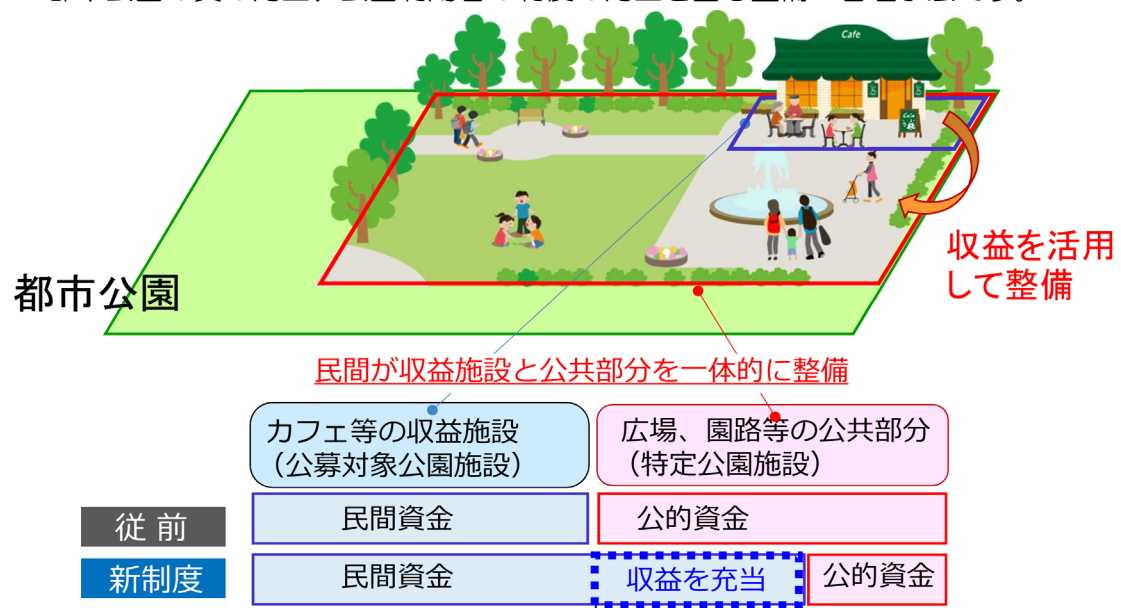 Cafe
Cafe
都市公園
収益を活用
して整備
民間が収益施設と公共部分を一体的に整備
カフェ等の収益施設
(公募対象公園施設)
広場、園路等の公共部分
(特定公園施設)
従 前
民間資金
公的資金
新制度
民間資金
収益を充当
公的資金